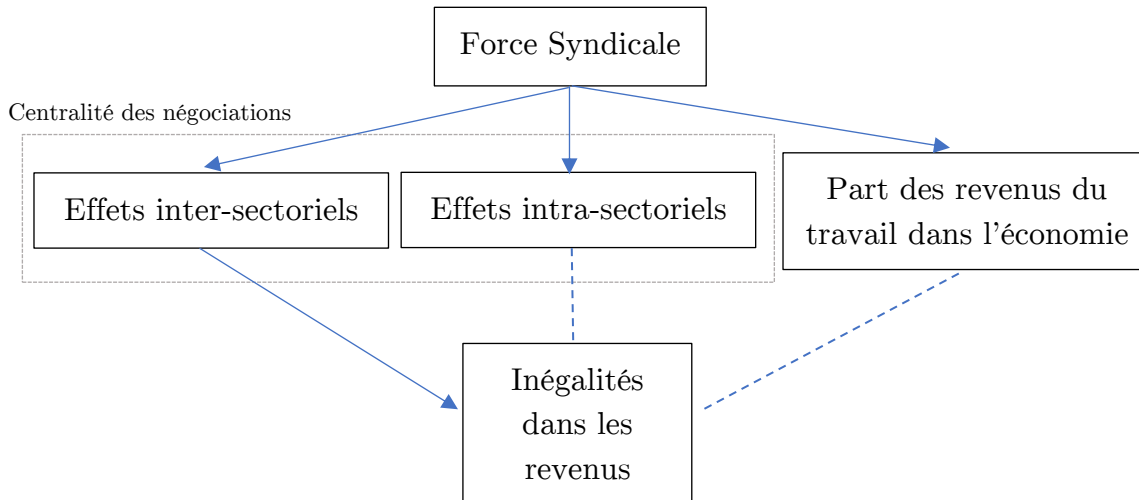 Force Syndicale
Centralité des négociations
Effets inter-sectoriels
Effets intra-sectoriels
Part des revenus du
travail dans l'économie
Inégalités
dans les
revenus